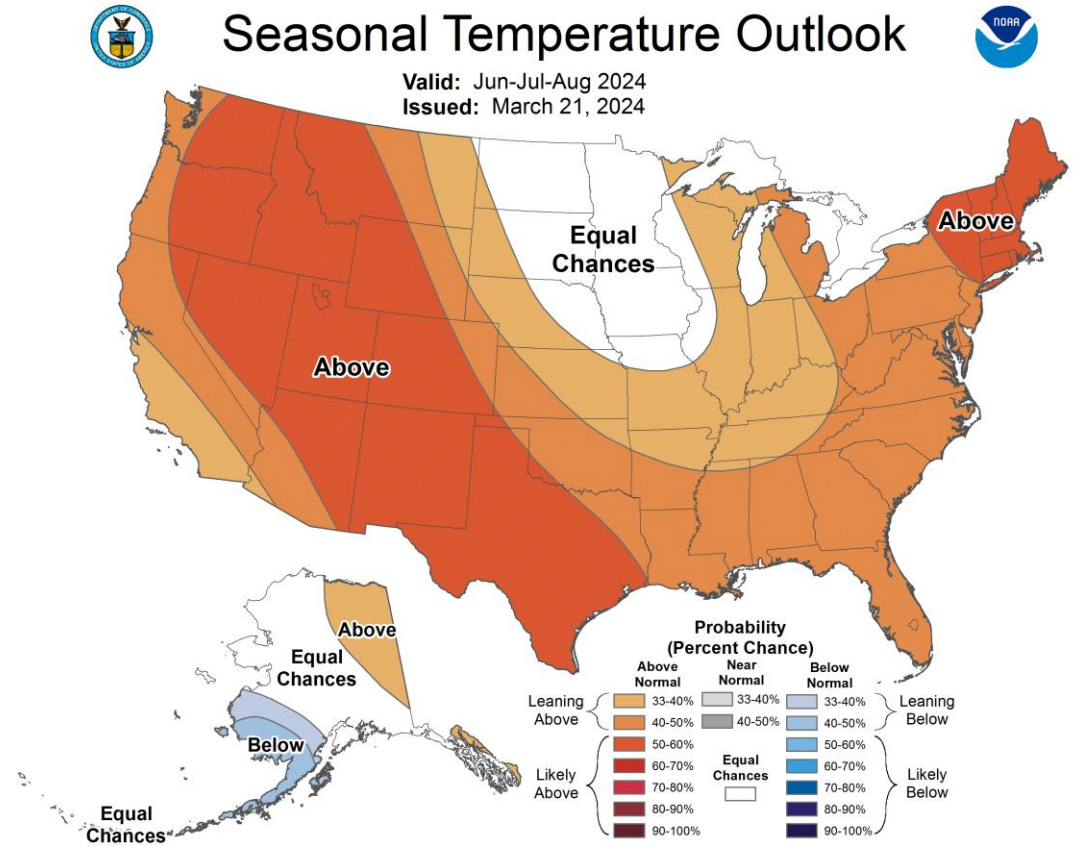 Seasonal Temperature Outlook
NOAA
Valid: Jun-Jul-Aug 2024
Issued: March 21, 2024
Equal
Chances
Above
Above
Above
Equal
Chances
Below
Equal
Chances
Probability
(Percent Chance)
Above
Normal
Near
Normal
Below
Normal
Leaning
Above
33-40%
40-50%
33-40%
40-50%
33-40%
40-50%
Leaning
Below
Likely
Above
50-60%
60-70%
70-80%
80-90%
90-100%
Equal
Chances
50-60%
60-70%
70-80%
80-90%
90-100%
Likely
Below